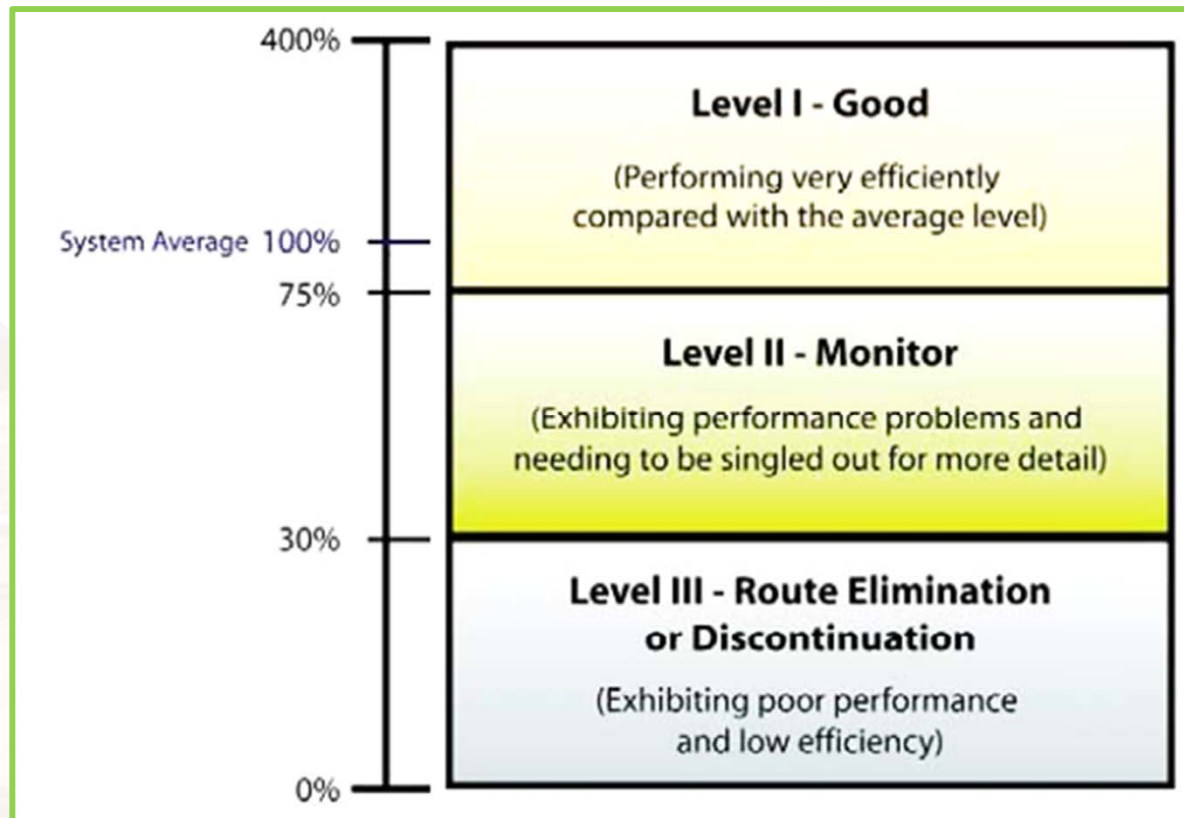 400%
Level I - Good
(Performing very efficiently
compared with the average level)
System Average 100%
75%
Level II - Monitor
(Exhibiting performance problems and
needing to be singled out for more detail)
30%
Level III - Route Elimination
or Discontinuation
(Exhibiting poor performance
and low efficiency)
0%